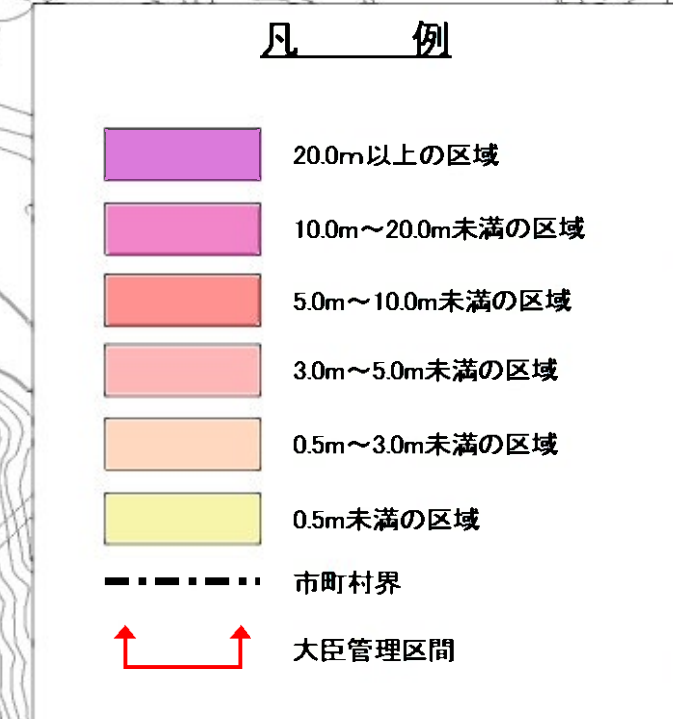 凡　例
20.0m以上の区域
10.0m～20.0m未満の区域
5.0m～10.0m未満の区域
3.0m～5.0m未満の区域
0.5m～3.0m未満の区域
0.5m未満の区域
市町村界
大臣管理区間